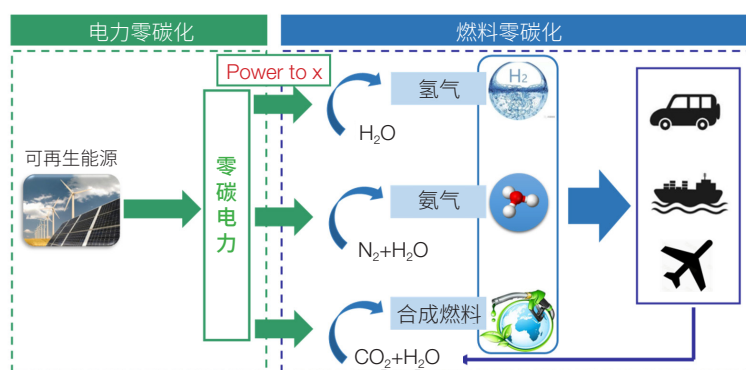 电力零碳化
燃料零碳化
Power to x
氢气
H₂
H₂O
可再生能源
零碳电力
氨气
N₂+H₂O
合成燃料
CO₂+H₂O